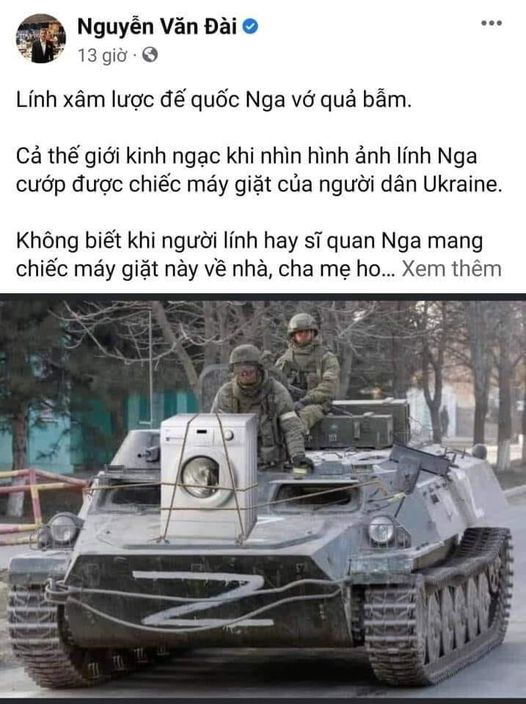 Nguyễn Văn Đài
13 giờ ·
Lính xâm lược đế quốc Nga vớ quả bẫm.
Cả thế giới kinh ngạc khi nhìn hình ảnh lính Nga
cướp được chiếc máy giặt của người dân Ukraine.
Không biết khi người lính hay sĩ quan Nga mang
chiếc máy giặt này về nhà, cha mẹ ho... Xem thêm
Z